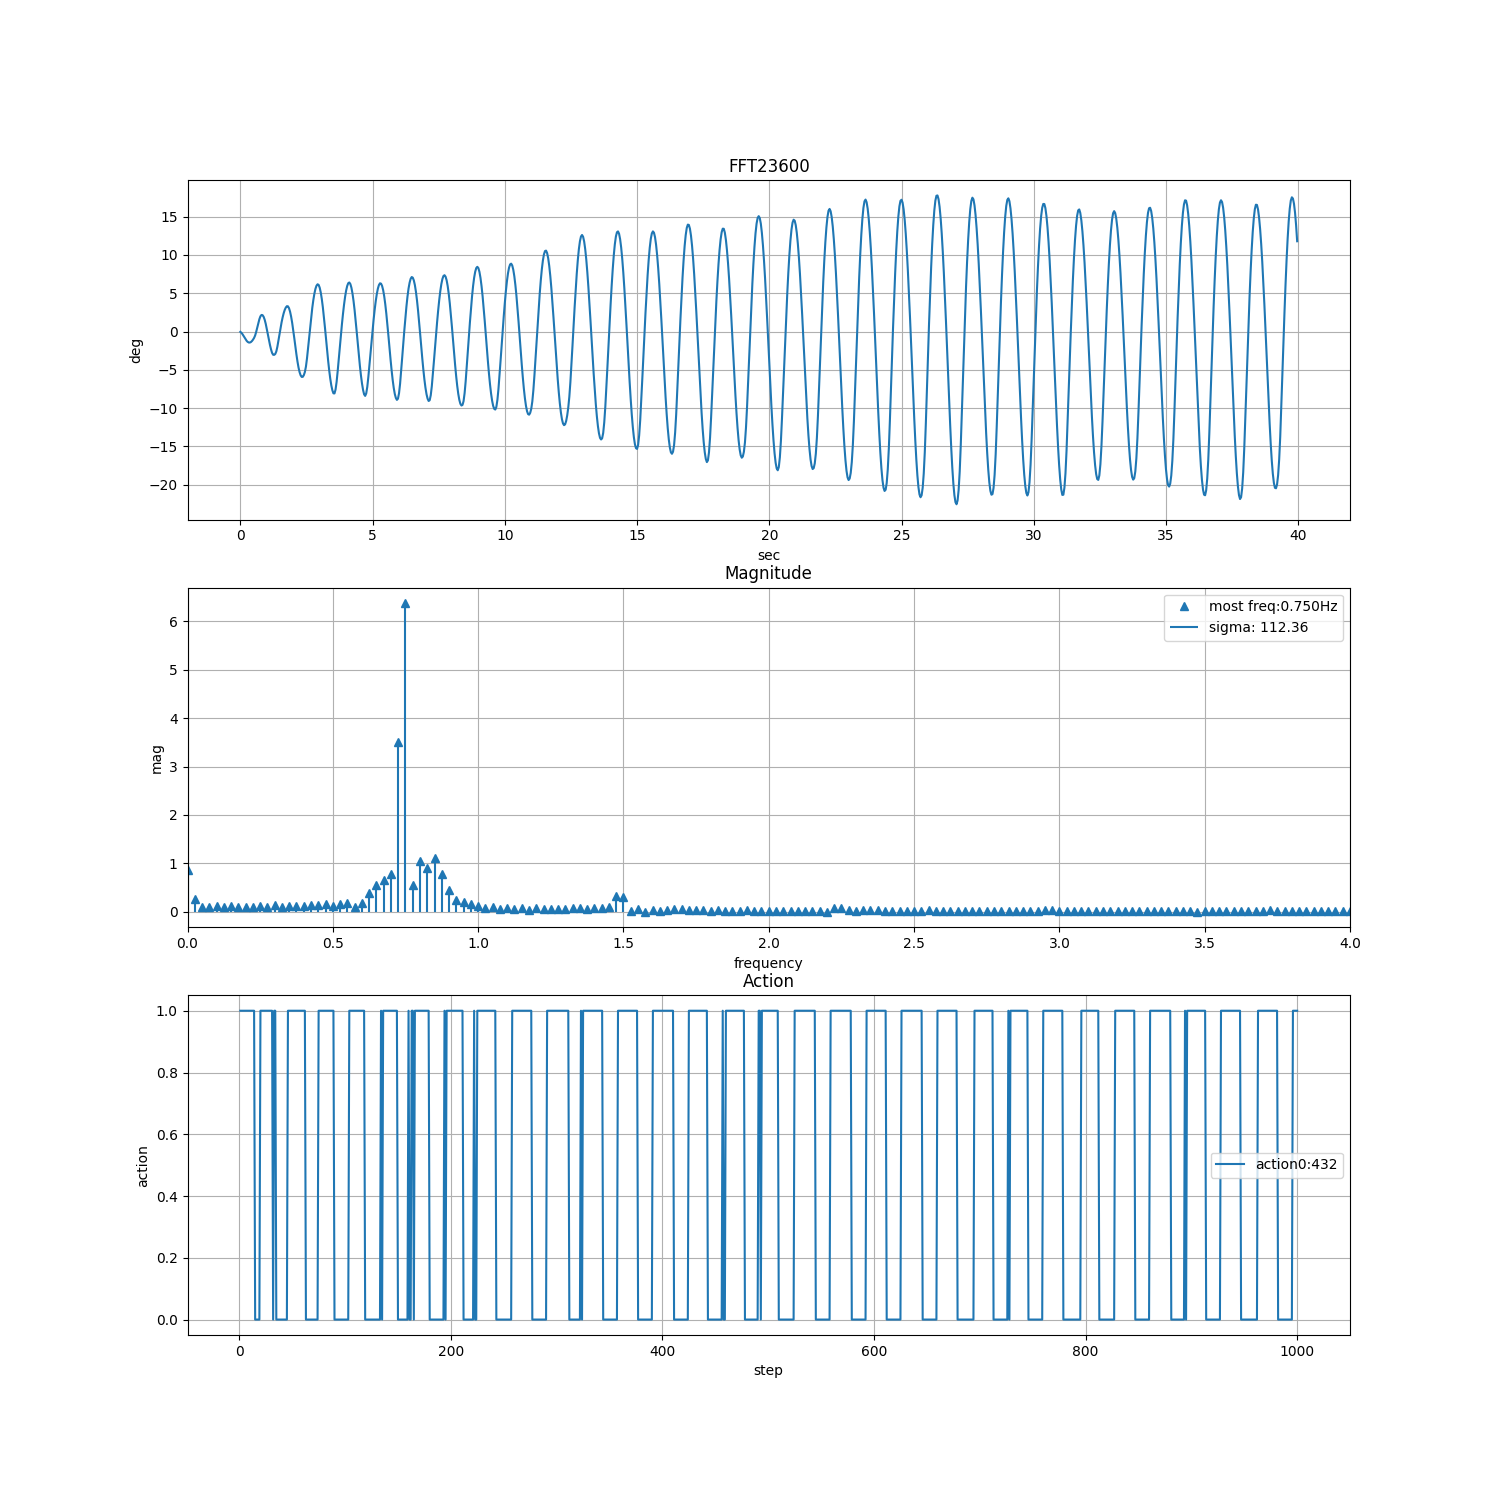 FFT23600
15
10
5
0
−5
−10
−15
−20
deg
0 5 10 15 20 25 30 35 40
sec
Magnitude
most freq:0.750Hz
sigma: 112.36
6
5
4
3
2
1
0
mag
0.0 0.5 1.0 1.5 2.0 2.5 3.0 3.5 4.0
frequency
Action
1.0
0.8
0.6
0.4
0.2
0.0
action
action0:432
0 200 400 600 800 1000
step